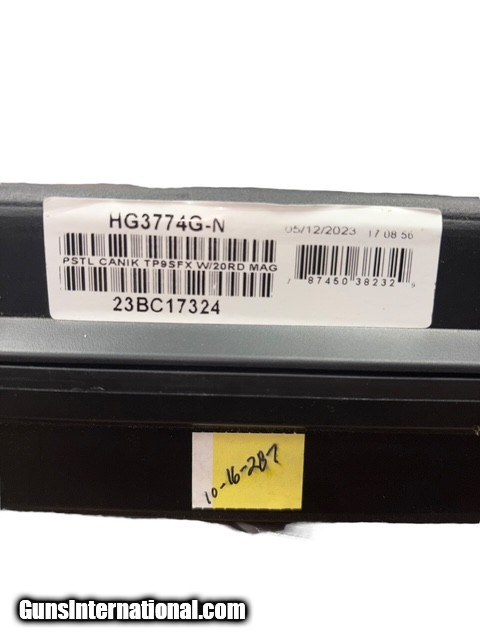 HG3774G-N
05/12/2023 17 08 56
PSTL CANIK TP9SFX W/20RD MAG
7 87450 38232 9
23BC17324
10-16-287
GunsInternational.com